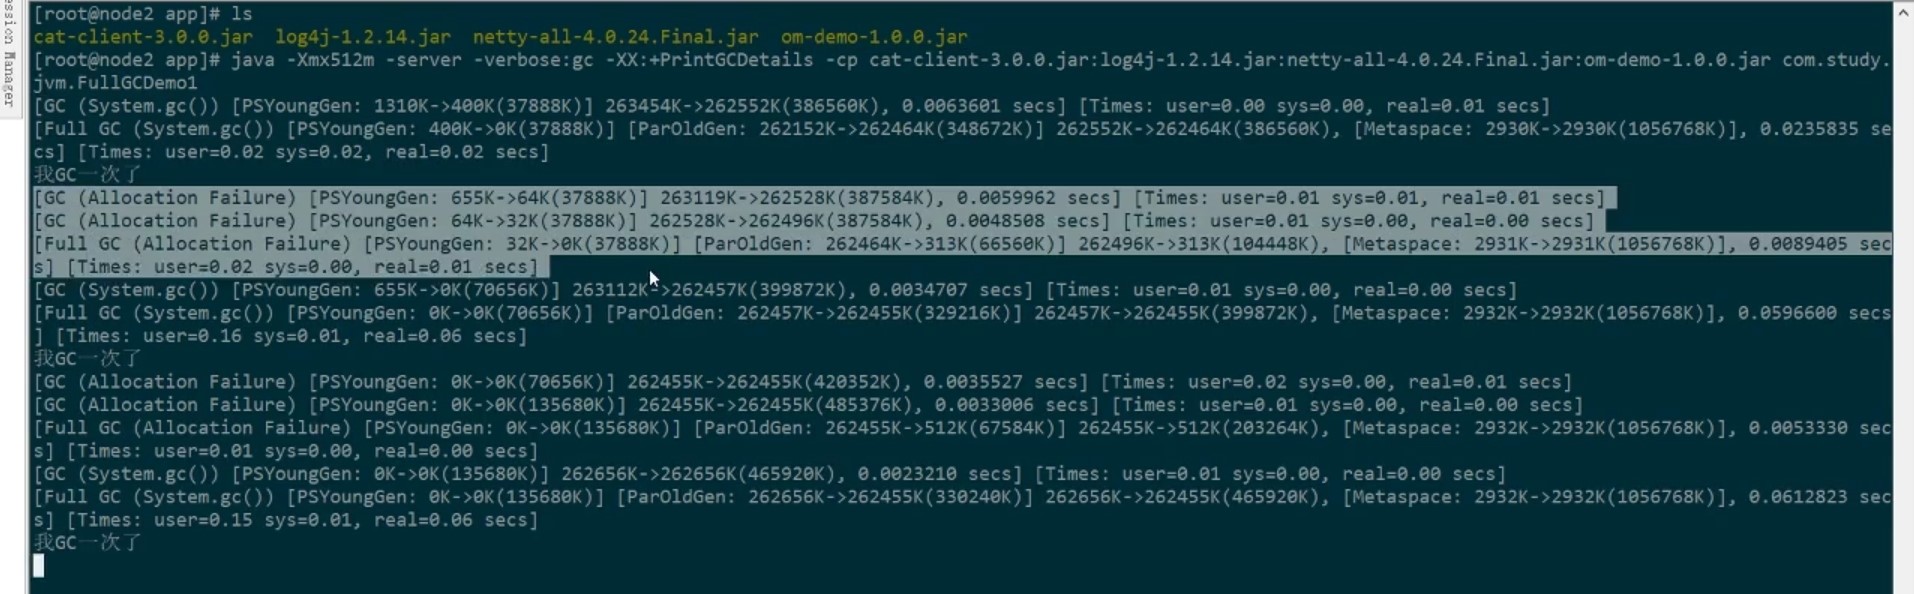 ession Manager
[root@node2 app]# ls
cat-client-3.0.0.jar  log4j-1.2.14.jar  netty-all-4.0.24.Final.jar  om-demo-1.0.0.jar
[root@node2 app]# java -Xmx512m -server -verbose:gc -XX:+PrintGCDetails -cp cat-client-3.0.0.jar:log4j-1.2.14.jar:netty-all-4.0.24.Final.jar:om-demo-1.0.0.jar com.study.
jvm.FullGCDemo1
[GC (System.gc()) [PSYoungGen: 1310K->400K(37888K)] 263454K->262552K(386560K), 0.0063601 secs] [Times: user=0.00 sys=0.00, real=0.01 secs]
[Full GC (System.gc()) [PSYoungGen: 400K->0K(37888K)] [ParOldGen: 262152K->262464K(348672K)] 262552K->262464K(386560K), [Metaspace: 2930K->2930K(1056768K)], 0.0235835 se
cs] [Times: user=0.02 sys=0.02, real=0.02 secs]
我GC一次了
[GC (Allocation Failure) [PSYoungGen: 655K->64K(37888K)] 263119K->262528K(387584K), 0.0059962 secs] [Times: user=0.01 sys=0.01, real=0.01 secs]
[GC (Allocation Failure) [PSYoungGen: 64K->32K(37888K)] 262528K->262496K(387584K), 0.0048508 secs] [Times: user=0.01 sys=0.00, real=0.00 secs]
[Full GC (Allocation Failure) [PSYoungGen: 32K->0K(37888K)] [ParOldGen: 262464K->313K(66560K)] 262496K->313K(104448K), [Metaspace: 2931K->2931K(1056768K)], 0.0089405 sec
s] [Times: user=0.02 sys=0.00, real=0.01 secs]
[GC (System.gc()) [PSYoungGen: 655K->0K(70656K)] 263112K->262457K(399872K), 0.0034707 secs] [Times: user=0.01 sys=0.00, real=0.00 secs]
[Full GC (System.gc()) [PSYoungGen: 0K->0K(70656K)] [ParOldGen: 262457K->262455K(329216K)] 262457K->262455K(399872K), [Metaspace: 2932K->2932K(1056768K)], 0.0596600 secs
] [Times: user=0.16 sys=0.01, real=0.06 secs]
我GC一次了
[GC (Allocation Failure) [PSYoungGen: 0K->0K(70656K)] 262455K->262455K(420352K), 0.0035527 secs] [Times: user=0.02 sys=0.00, real=0.01 secs]
[GC (Allocation Failure) [PSYoungGen: 0K->0K(135680K)] 262455K->262455K(485376K), 0.0033006 secs] [Times: user=0.01 sys=0.00, real=0.00 secs]
[Full GC (Allocation Failure) [PSYoungGen: 0K->0K(135680K)] [ParOldGen: 262455K->512K(67584K)] 262455K->512K(203264K), [Metaspace: 2932K->2932K(1056768K)], 0.0053330 sec
s] [Times: user=0.01 sys=0.00, real=0.00 secs]
[GC (System.gc()) [PSYoungGen: 0K->0K(135680K)] 262656K->262656K(465920K), 0.0023210 secs] [Times: user=0.01 sys=0.00, real=0.00 secs]
[Full GC (System.gc()) [PSYoungGen: 0K->0K(135680K)] [ParOldGen: 262656K->262455K(330240K)] 262656K->262455K(465920K), [Metaspace: 2932K->2932K(1056768K)], 0.0612823 sec
s] [Times: user=0.15 sys=0.01, real=0.06 secs]
我GC一次了